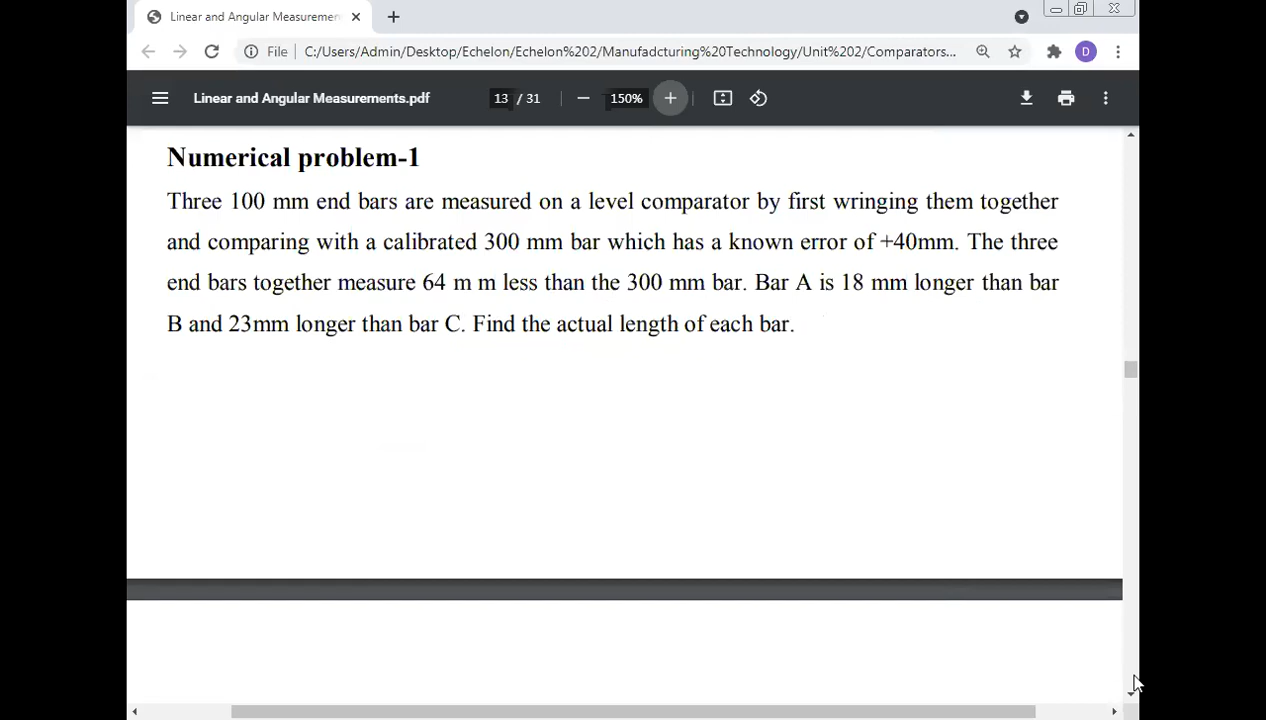 Linear and Angular Measuremen
File C:/Users/Admin/Desktop/Echelon/Echelon%202/Manufadcturing%20Technology/Unit%202/Comparators... D
Linear and Angular Measurements.pdf 13 / 31 150%
Numerical problem-1
Three 100 mm end bars are measured on a level comparator by first wringing them together
and comparing with a calibrated 300 mm bar which has a known error of +40mm. The three
end bars together measure 64 m m less than the 300 mm bar. Bar A is 18 mm longer than bar
B and 23mm longer than bar C. Find the actual length of each bar.